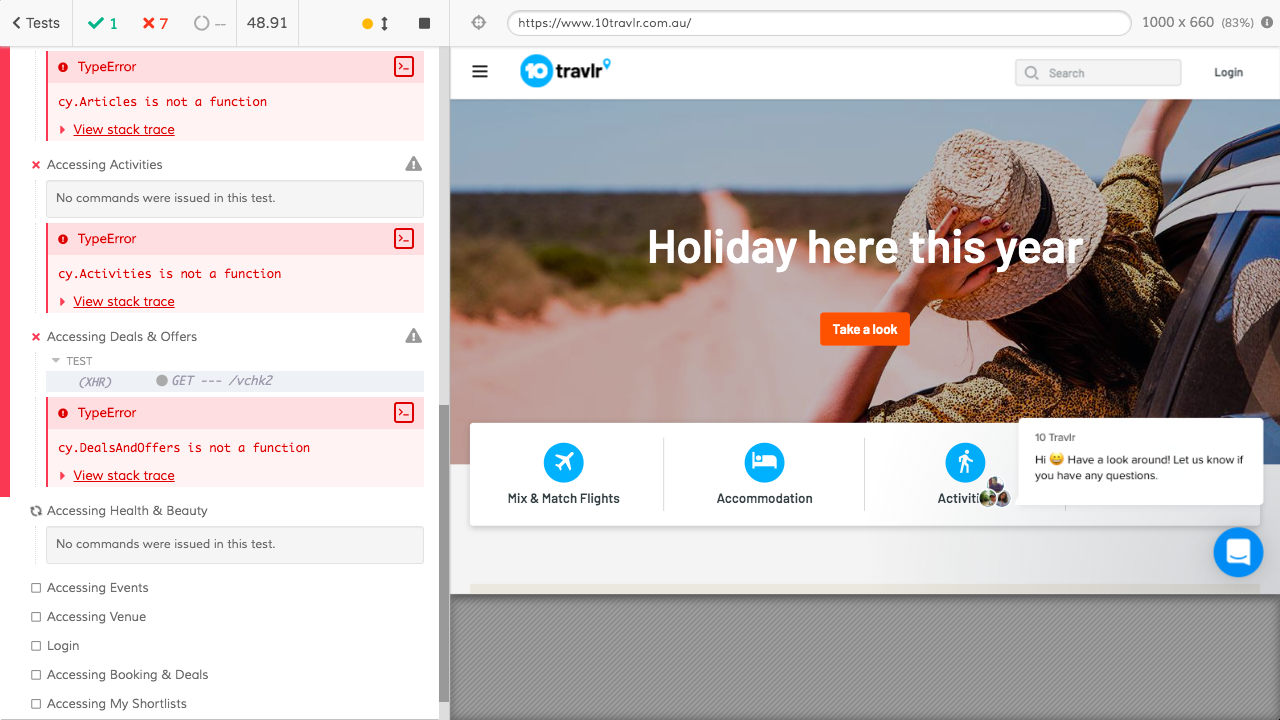 Tests
1
7
--
48.91
https://www.10travlr.com.au/
1000 x 660 (83%)
TypeError
cy.Articles is not a function
View stack trace
Accessing Activities
No commands were issued in this test.
TypeError
cy.Activities is not a function
View stack trace
Accessing Deals & Offers
TEST
(XHR) GET --- /vchk2
TypeError
cy.DealsAndOffers is not a function
View stack trace
Accessing Health & Beauty
No commands were issued in this test.
Accessing Events
Accessing Venue
Login
Accessing Booking & Deals
Accessing My Shortlists
10 travlr
Search
Login
Holiday here this year
Take a look
Mix & Match Flights
Accommodation
Activiti
10 Travlr
Hi 😀 Have a look around! Let us know if
you have any questions.